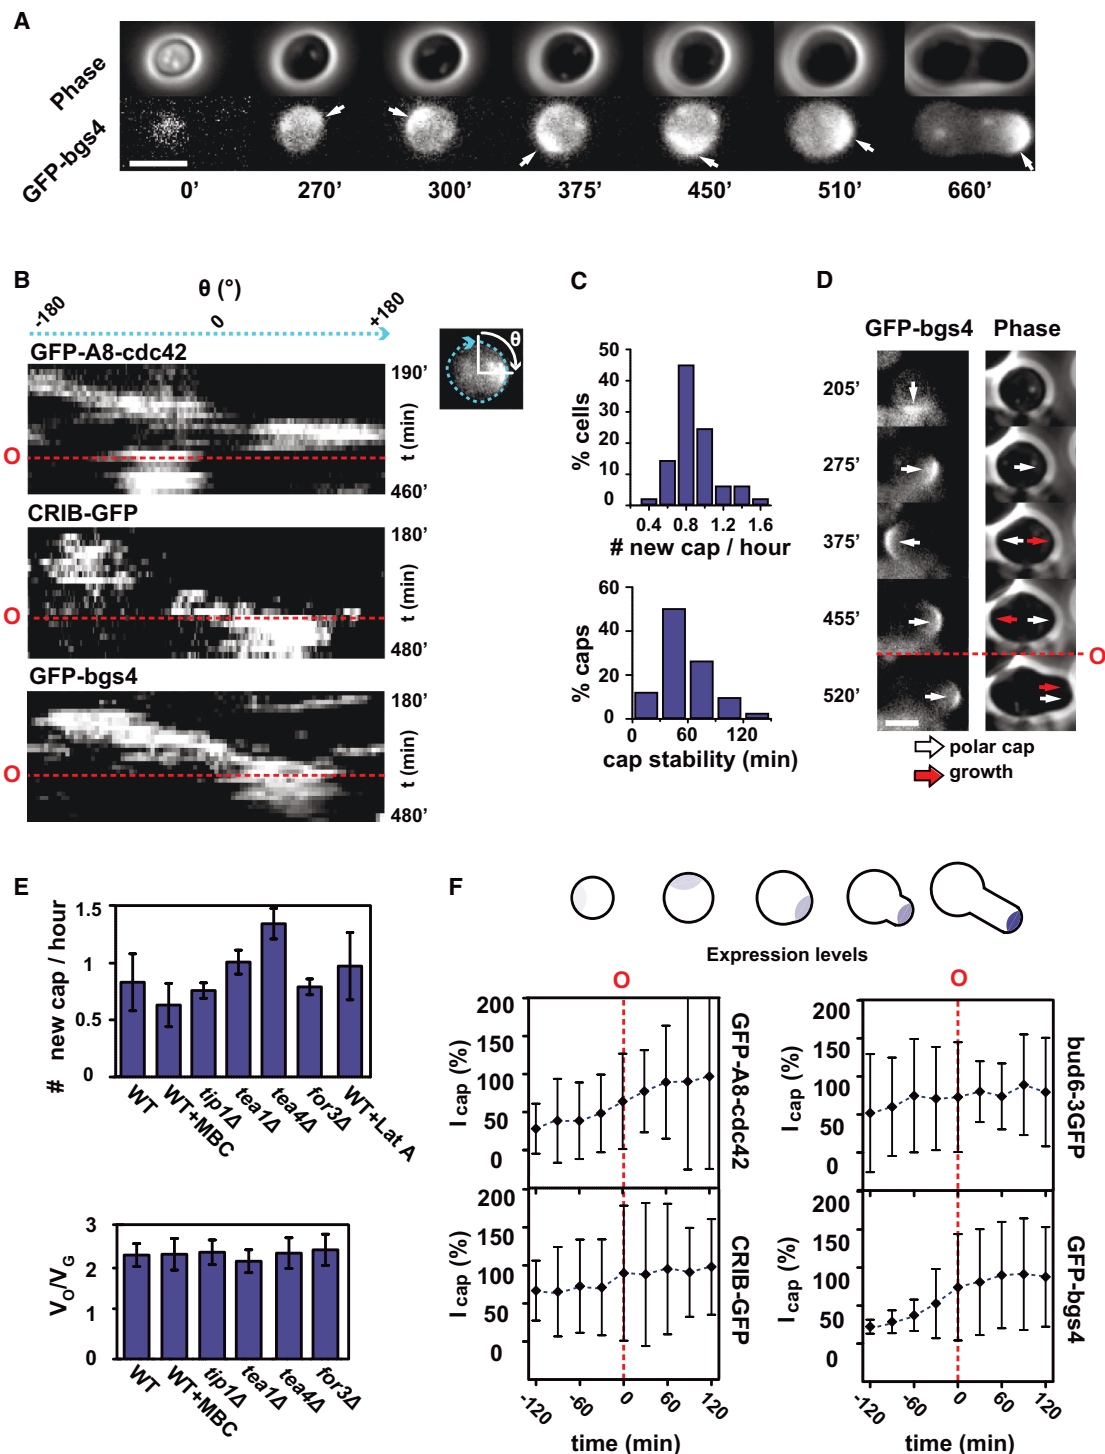 A
Phase
GFP-bgs4
0’ 270’ 300’ 375’ 450’ 510’ 660’
B
θ (°)
-180 0 +180
GFP-A8-cdc42
190’
t (min)
O
460’
CRIB-GFP
180’
t (min)
O
480’
GFP-bgs4
180’
t (min)
O
480’
θ
C
50
40
30
20
10
0
% cells
0.4 0.8 1.2 1.6
# new cap / hour
60
40
20
0
% caps
0 60 120
cap stability (min)
D
GFP-bgs4 Phase
205’
275’
375’
455’
O
520’
polar cap
growth
E
1.5
1
0.5
0
# new cap / hour
WT WT+MBC tip1Δ tea1Δ tea4Δ for3Δ WT+Lat A
3
2
1
0
VO/VG
WT WT+MBC tip1Δ tea1Δ tea4Δ for3Δ
F
Expression levels
O
200
150
100
50
0
Icap (%)
GFP-A8-cdc42
200
150
100
50
0
Icap (%)
CRIB-GFP
-120 -60 0 60 120
time (min)
O
200
150
100
50
0
Icap (%)
bud6-3GFP
200
150
100
50
0
Icap (%)
GFP-bgs4
-120 -60 0 60 120
time (min)